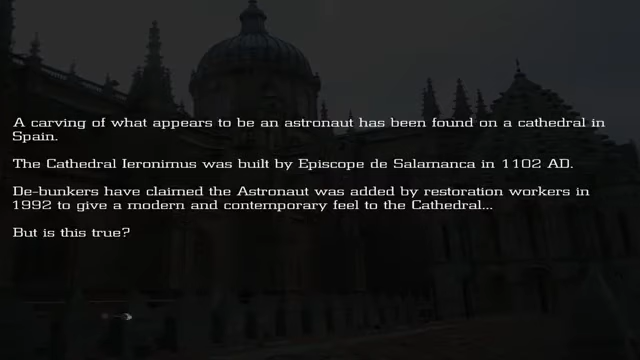 A carving of what appears to be an astronaut has been found on a cathedral in
Spain.
The Cathedral Ieronimus was built by Episcope de Salamanca in 1102 AD.
De-bunkers have claimed the Astronaut was added by restoration workers in
1992 to give a modern and contemporary feel to the Cathedral...
But is this true?